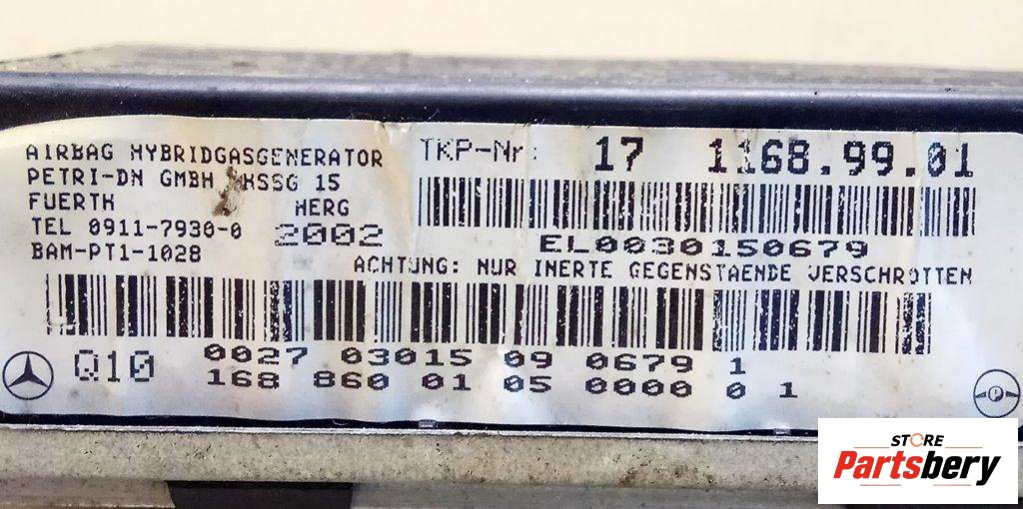 AIRBAG HYBRIDGASGENERATOR
PETRI-DN GMBH HSSG 15
FUERTH HERG
TEL 0911-7930-0 2002
BAM-PT1-1028
TKP-Nr: 17 1168.99.01
EL0030150679
ACHTUNG: NUR INERTE GEGENSTAENDE VERSCHROTTEN
Q10 0027 03015 09 0679 1
168 860 01 05 0000 0 1
STORE
Partsbery